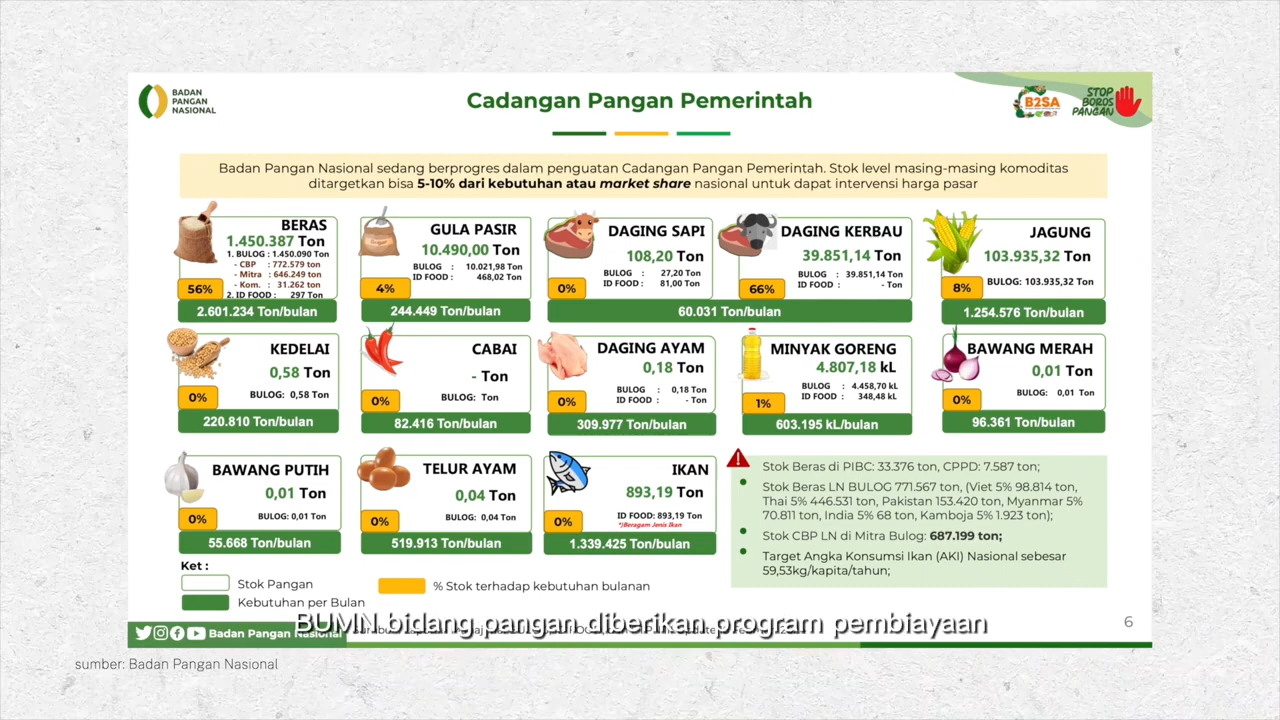 BADAN
PANGAN
NASIONAL
Cadangan Pangan Pemerintah
B2SA
STOP
BOROS
PANGAN
Badan Pangan Nasional sedang berprogres dalam penguatan Cadangan Pangan Pemerintah. Stok level masing-masing komoditas
ditargetkan bisa 5-10% dari kebutuhan atau market share nasional untuk dapat intervensi harga pasar
BERAS
1.450.387 Ton
1. BULOG : 1.450.090 ton
- CBP : 772.579 ton
- Mitra : 646.249 ton
- Kom. : 31.262 ton
2. ID FOOD : 297 Ton
56%
2.601.234 Ton/bulan
GULA PASIR
10.490,00 Ton
BULOG : 10.021,98 Ton
ID FOOD : 468,02 Ton
4%
244.449 Ton/bulan
DAGING SAPI
108,20 Ton
BULOG : 27,20 Ton
ID FOOD : 81,00 Ton
0%
DAGING KERBAU
39.851,14 Ton
BULOG : 39.851,14 Ton
ID FOOD : - Ton
66%
60.031 Ton/bulan
JAGUNG
103.935,32 Ton
BULOG: 103.935,32 Ton
8%
1.254.576 Ton/bulan
KEDELAI
0,58 Ton
BULOG: 0,58 Ton
0%
220.810 Ton/bulan
CABAI
- Ton
BULOG: Ton
0%
82.416 Ton/bulan
DAGING AYAM
0,18 Ton
BULOG : 0,18 Ton
ID FOOD : - Ton
0%
309.977 Ton/bulan
MINYAK GORENG
4.807,18 kL
BULOG : 4.458,70 kL
ID FOOD : 348,48 kL
1%
603.195 kL/bulan
BAWANG MERAH
0,01 Ton
BULOG: 0,01 Ton
0%
96.361 Ton/bulan
BAWANG PUTIH
0,01 Ton
BULOG: 0,01 Ton
0%
55.668 Ton/bulan
TELUR AYAM
0,04 Ton
BULOG: 0,04 Ton
0%
519.913 Ton/bulan
IKAN
893,19 Ton
ID FOOD: 893,19 Ton
*)Beragam Jenis Ikan
0%
1.339.425 Ton/bulan
Stok Beras di PIBC: 33.376 ton, CPPD: 7.587 ton;
Stok Beras LN BULOG 771.567 ton, (Viet 5% 98.814 ton,
Thai 5% 446.531 ton, Pakistan 153.420 ton, Myanmar 5%
70.811 ton, India 5% 68 ton, Kamboja 5% 1.923 ton);
Stok CBP LN di Mitra Bulog: 687.199 ton;
Target Angka Konsumsi Ikan (AKI) Nasional sebesar
59,53kg/kapita/tahun;
Ket :
Stok Pangan
% Stok terhadap kebutuhan bulanan
Kebutuhan per Bulan
BUMN bidang pangan diberikan program pembiayaan
Badan Pangan Nasional
6
sumber: Badan Pangan Nasional